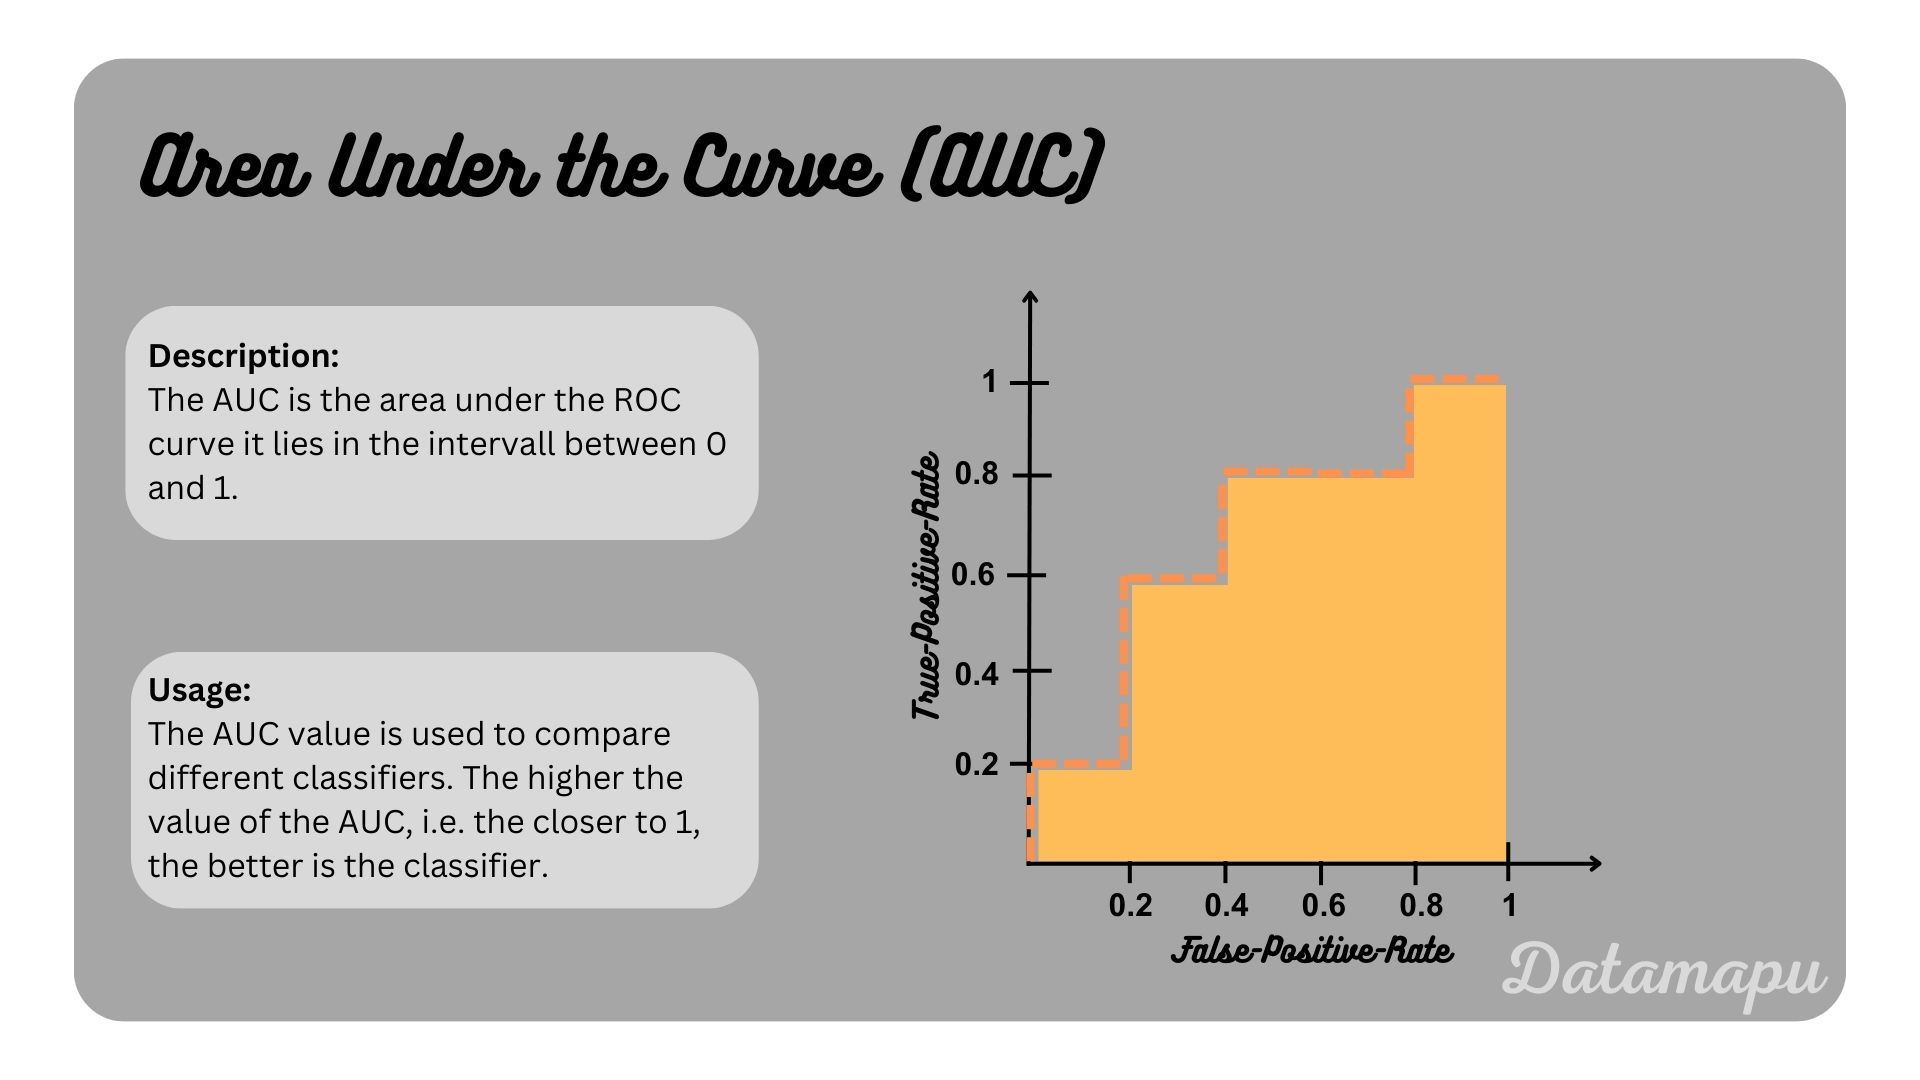 Area Under the Curve (AUC)
Description:
The AUC is the area under the ROC
curve it lies in the intervall between 0
and 1.
Usage:
The AUC value is used to compare
different classifiers. The higher the
value of the AUC, i.e. the closer to 1,
the better is the classifier.
True-Positive-Rate
1
0.8
0.6
0.4
0.2
0.2 0.4 0.6 0.8 1
False-Positive-Rate
Datamapu